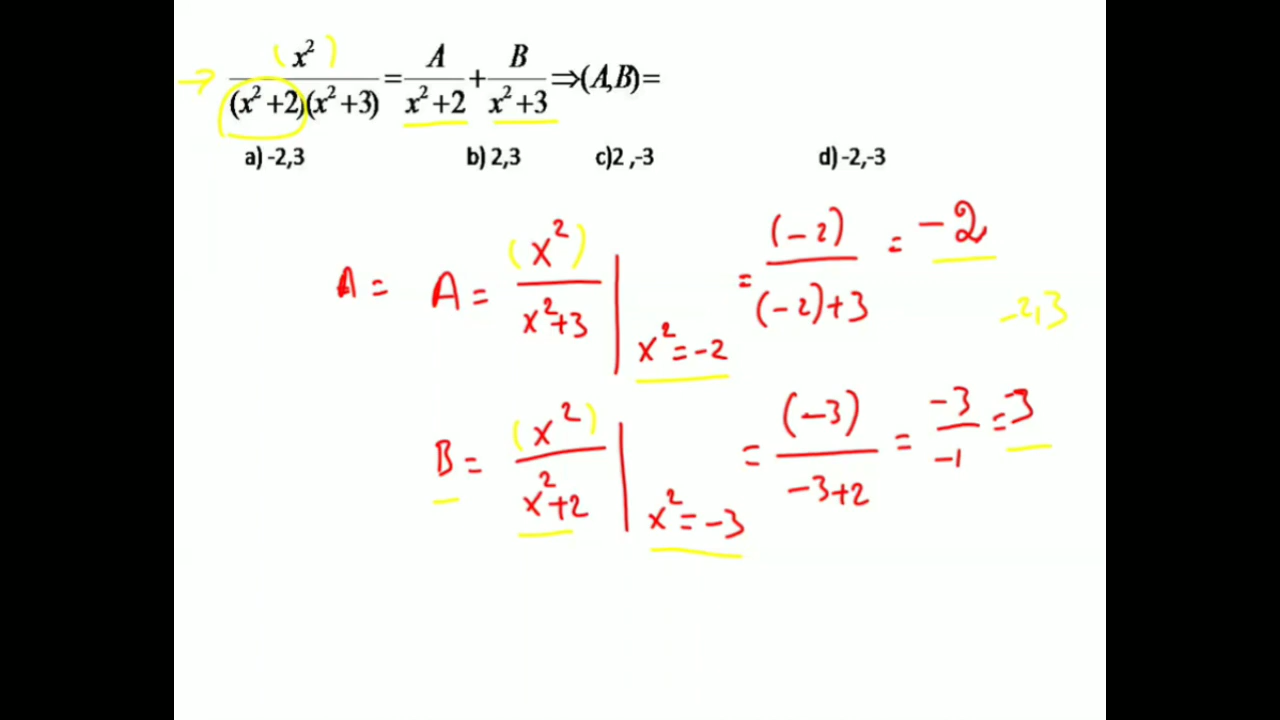 → (x²) / (x²+2)(x²+3) = A / x²+2 + B / x²+3 ⇒(A,B)=
a) -2,3 b) 2,3 c)2 ,-3 d) -2,-3
A = A = (x²) / x²+3 | x² = -2 = (-2) / (-2)+3 = -2
-2,3
B = (x²) / x²+2 | x² = -3 = (-3) / -3+2 = -3 / -1 = 3